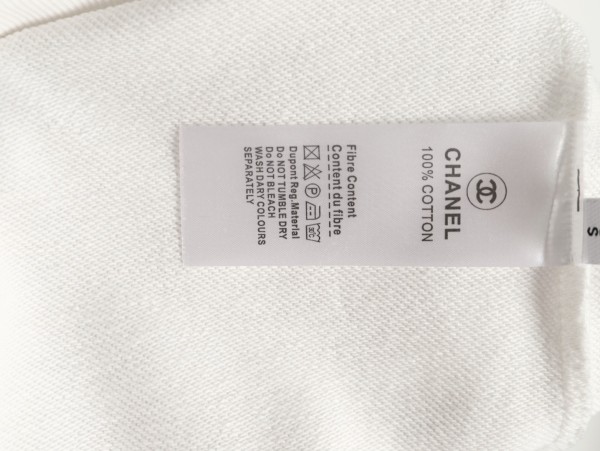 CHANEL
100% COTTON
Fibre Content
Content du fibre
Dupont Reg.Material
Do NOT TUMBLE DRY
Do NOT BLEACH
WASH DARY COLOURS
SEPARATELY
S